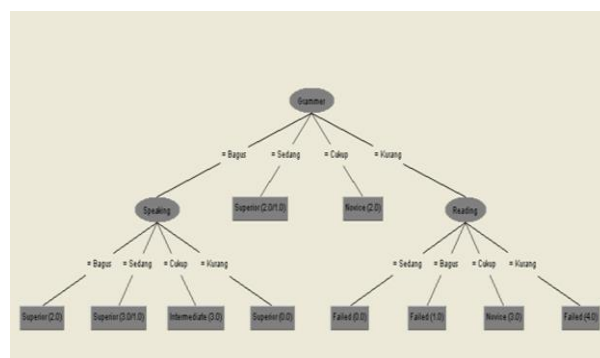 Grammer
= Bagus = Sedang = Cukup = Kurang
Speaking Superior (2.0/1.0) Novice (2.0) Reading
= Bagus = Sedang = Cukup = Kurang = Sedang = Bagus = Cukup = Kurang
Superior (2.0) Superior (3.0/1.0) Intermediate (3.0) Superior (0.0) Failed (0.0) Failed (1.0) Novice (3.0) Failed (4.0)